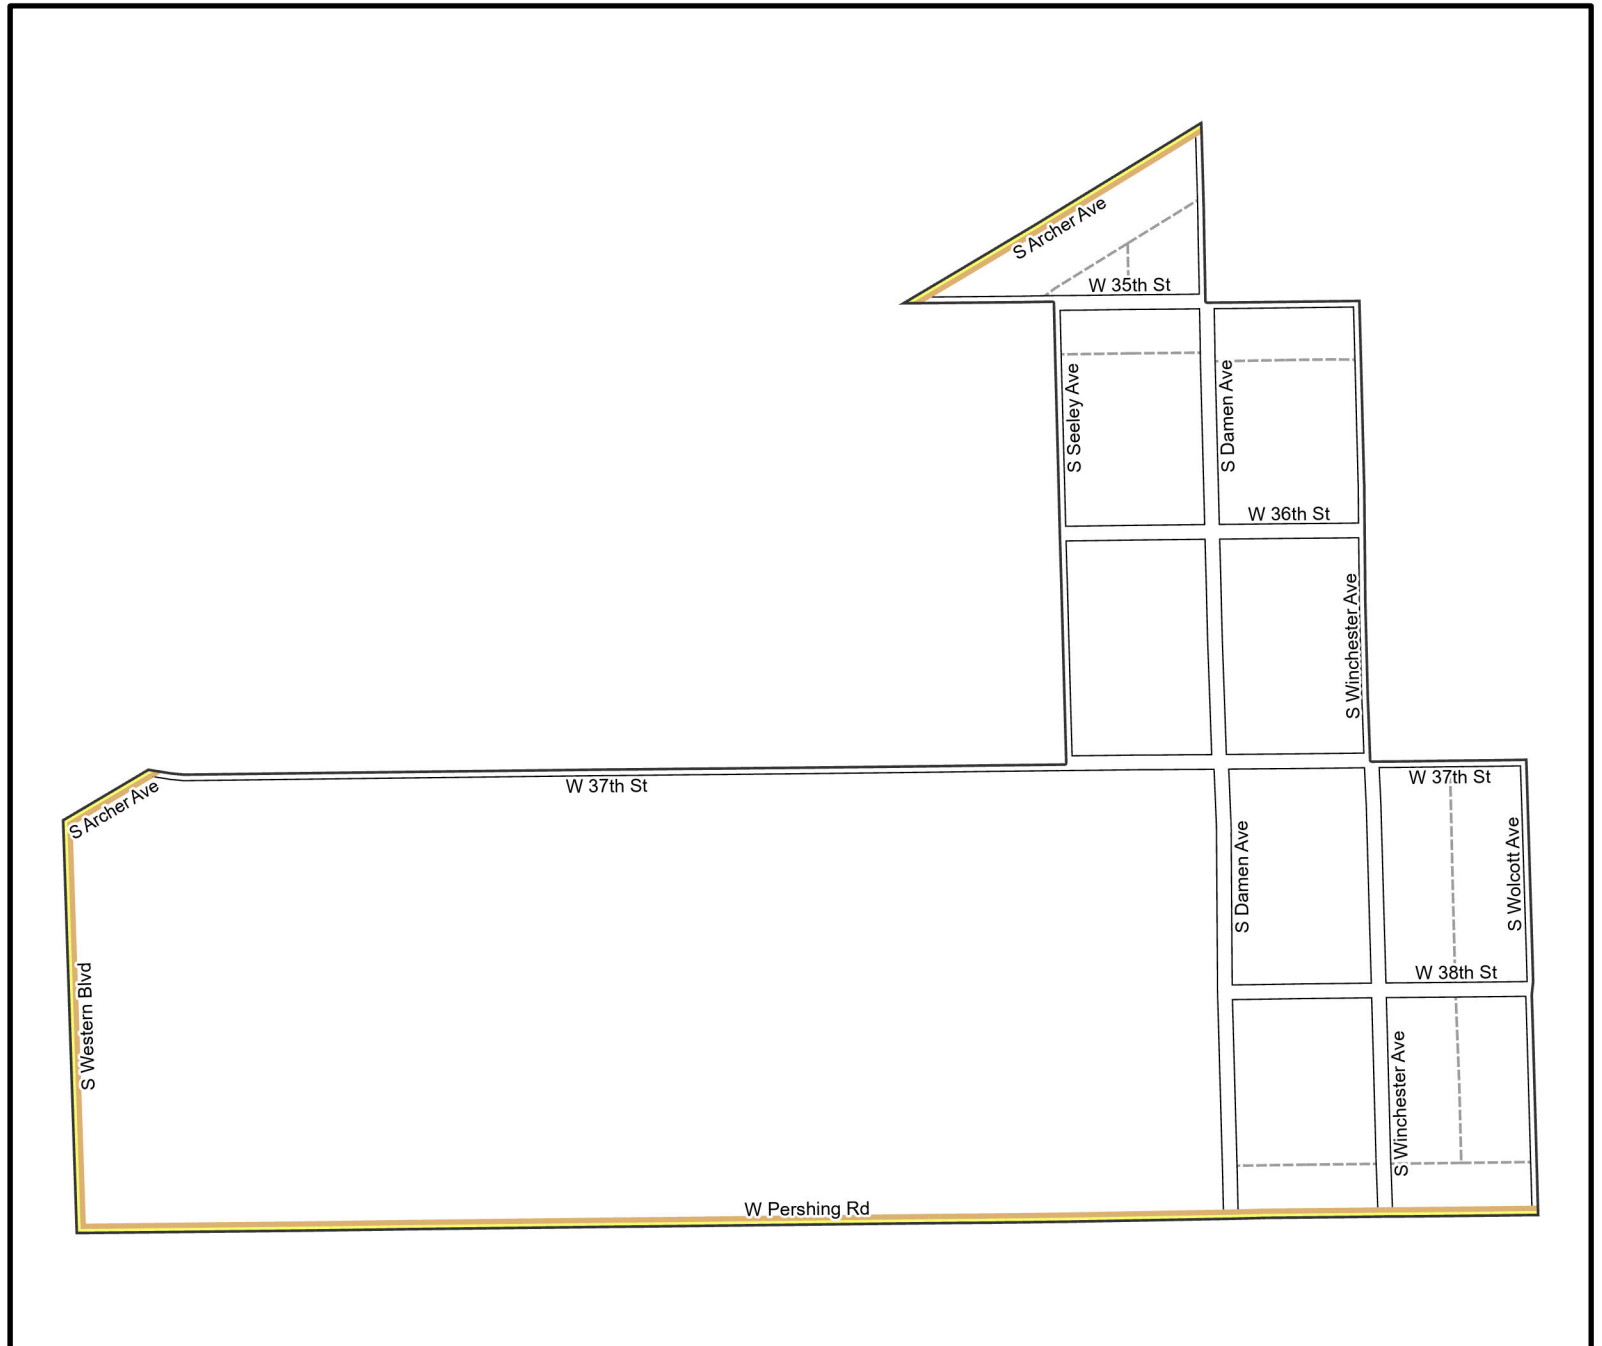 S Archer Ave
W 35th St
S Seeley Ave
S Damen Ave
W 36th St
S Winchester Ave
W 37th St
W 37th St
S Archer Ave
S Damen Ave
S Wolcott Ave
W 38th St
S Western Blvd
S Winchester Ave
W Pershing Rd